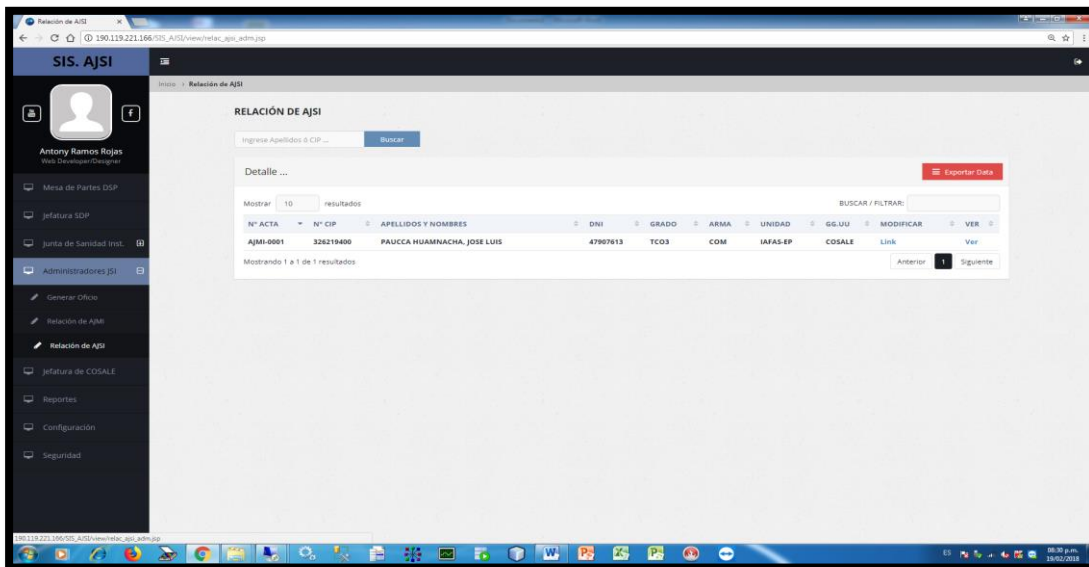 Relación de AJSI
190.119.221.166/SIS_AJSI/view/relac_ajsi_adm.jsp
SIS. AJSI
Inicio > Relación de AJSI
Antony Ramos Rojas
Web Developer/Designer
Mesa de Partes DSP
Jefatura SDP
Junta de Sanidad Inst.
Administradores JSI
Generar Oficio
Relación de AJMI
Relación de AJSI
Jefatura de COSALE
Reportes
Configuración
Seguridad
RELACIÓN DE AJSI
Ingrese Apellidos ó CIP ... Buscar
Detalle ... Exportar Data
Mostrar 10 resultados BUSCAR / FILTRAR:
N° ACTA N° CIP APELLIDOS Y NOMBRES DNI GRADO ARMA UNIDAD GG.UU MODIFICAR VER
AJMI-0001 326219400 PAUCCA HUAMNACHA, JOSE LUIS 47907613 TCO3 COM IAFAS-EP COSALE Link Ver
Mostrando 1 a 1 de 1 resultados Anterior 1 Siguiente
190.119.221.166/SIS_AJSI/view/relac_ajsi_adm.jsp
ES 08:30 p.m.
19/02/2018